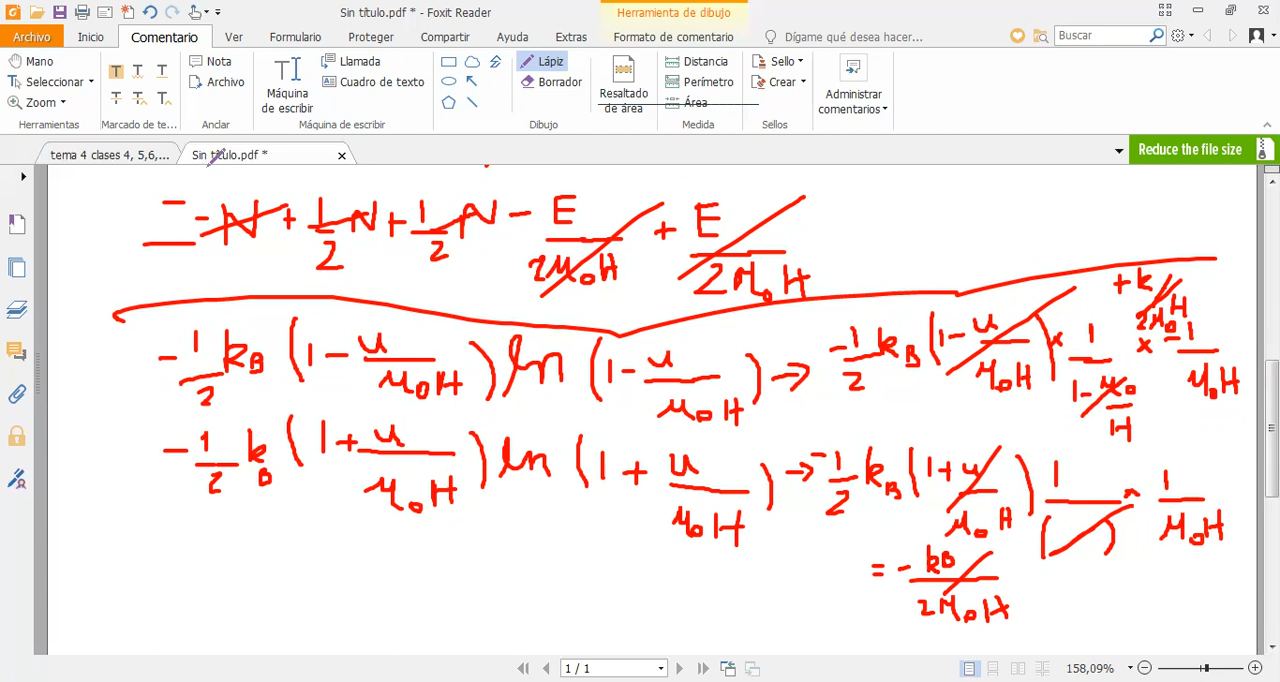 Sin título.pdf * - Foxit Reader
Herramienta de dibujo
Archivo Inicio Comentario Ver Formulario Proteger Compartir Ayuda Extras Formato de comentario Dígame qué desea hacer... Buscar
Mano
Seleccionar
Zoom
Herramientas
T T T
T T T
Marcado de te...
Nota
Archivo
Anclar
Máquina
de escribir
Llamada
Cuadro de texto
Máquina de escribir
Lápiz
Borrador
Dibujo
Resaltado
de área
Distancia
Perímetro
Área
Medida
Sello
Crear
Sellos
Administrar
comentarios
tema 4 clases 4, 5,6,... Sin título.pdf * Reduce the file size
- N + 1/2 N + 1/2 N - E/2μ₀H + E/2μ₀H
-1/2 k_B (1 - u/μ₀H) ln (1 - u/μ₀H) → -1/2 k_B (1 - u/μ₀H) × 1/(1 - μ₀/H) × -1/μ₀H + k/2μ₀H
-1/2 k_B (1 + u/μ₀H) ln (1 + u/μ₀H) → -1/2 k_B (1 + u/μ₀H) 1/( ) × 1/μ₀H
= - kB/2μ₀H
1 / 1
158,09%